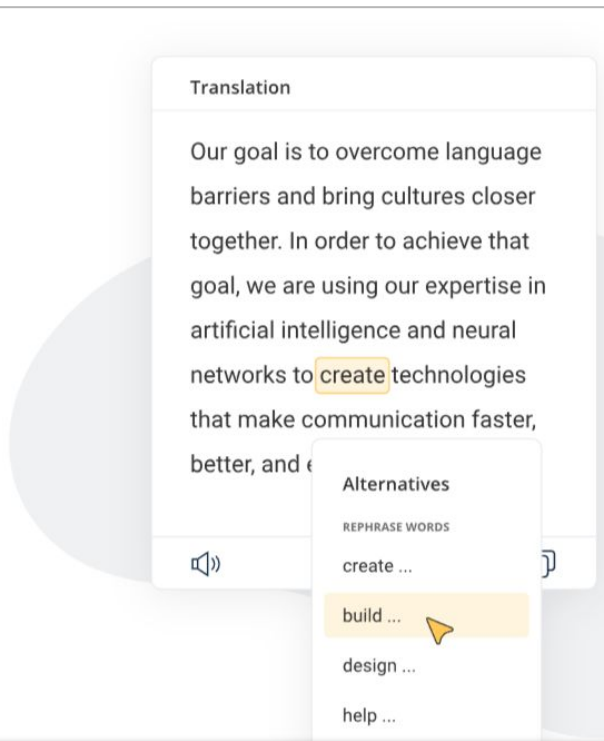 Translation
Our goal is to overcome language
barriers and bring cultures closer
together. In order to achieve that
goal, we are using our expertise in
artificial intelligence and neural
networks to create technologies
that make communication faster,
better, and
Alternatives
REPHRASE WORDS
create ...
build ...
design ...
help ...